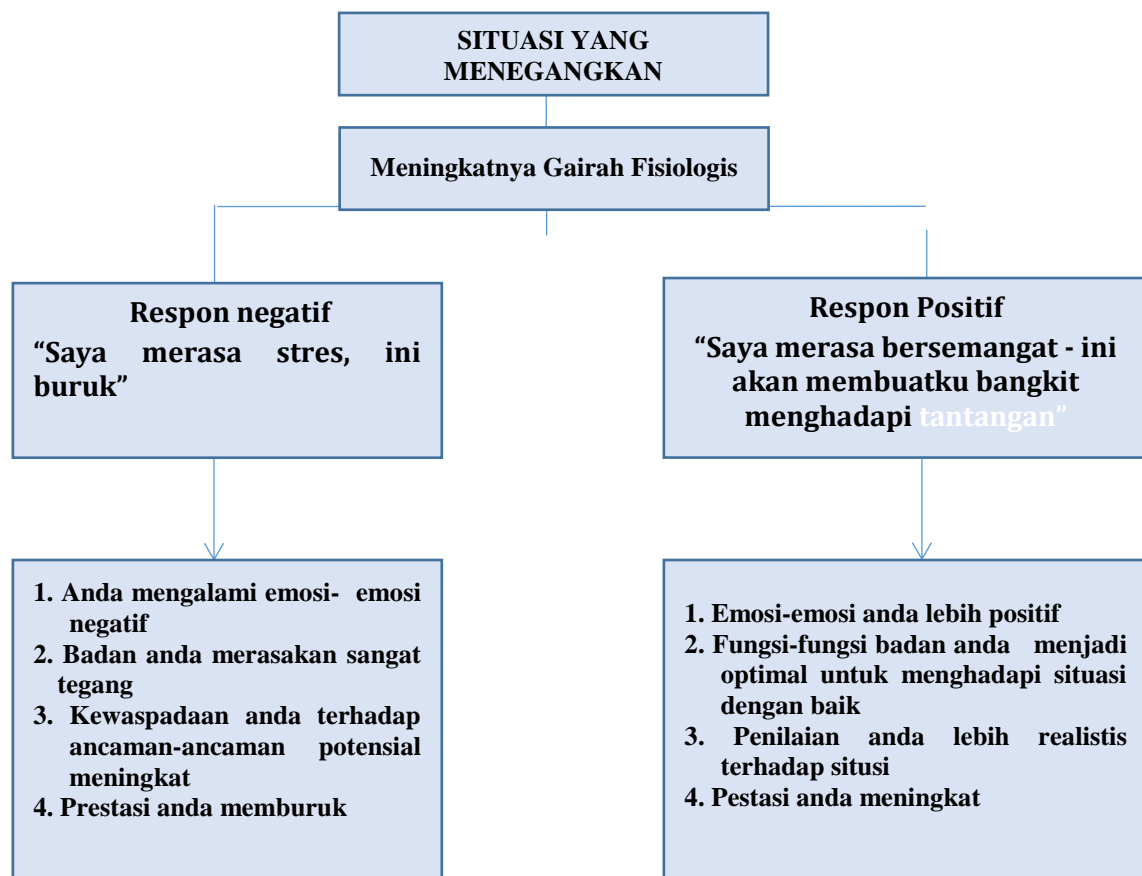 SITUASI YANG
MENEGANGKAN
Meningkatnya Gairah Fisiologis
Respon negatif
“Saya merasa stres, ini
buruk”
Respon Positif
“Saya merasa bersemangat - ini
akan membuatku bangkit
menghadapi tantangan”
1. Anda mengalami emosi- emosi
negatif
2. Badan anda merasakan sangat
tegang
3. Kewaspadaan anda terhadap
ancaman-ancaman potensial
meningkat
4. Prestasi anda memburuk
1. Emosi-emosi anda lebih positif
2. Fungsi-fungsi badan anda menjadi
optimal untuk menghadapi situasi
dengan baik
3. Penilaian anda lebih realistis
terhadap situsi
4. Pestasi anda meningkat